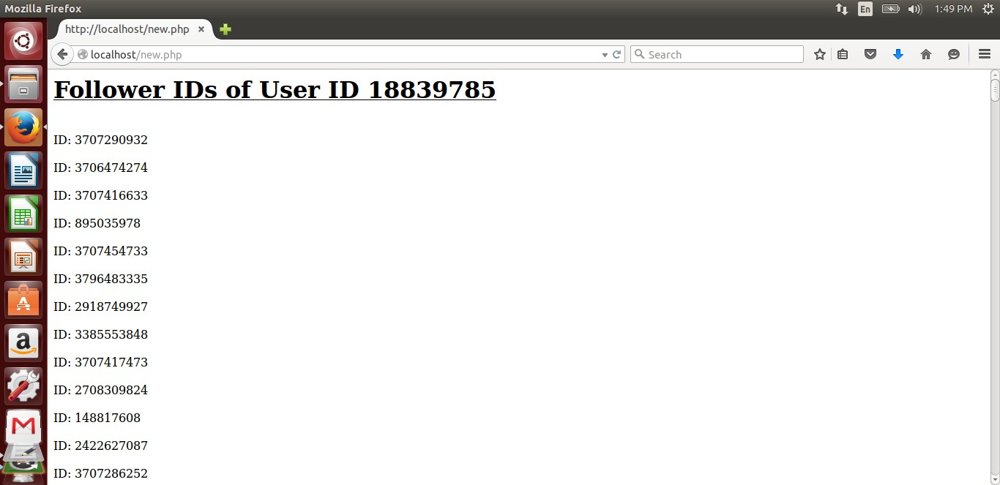 Mozilla Firefox
En
1:49 PM
http://localhost/new.php
localhost/new.php
Search
Follower IDs of User ID 18839785
ID: 3707290932
ID: 3706474274
ID: 3707416633
ID: 895035978
ID: 3707454733
ID: 3796483335
ID: 2918749927
ID: 3385553848
ID: 3707417473
ID: 2708309824
ID: 148817608
ID: 2422627087
ID: 3707286252